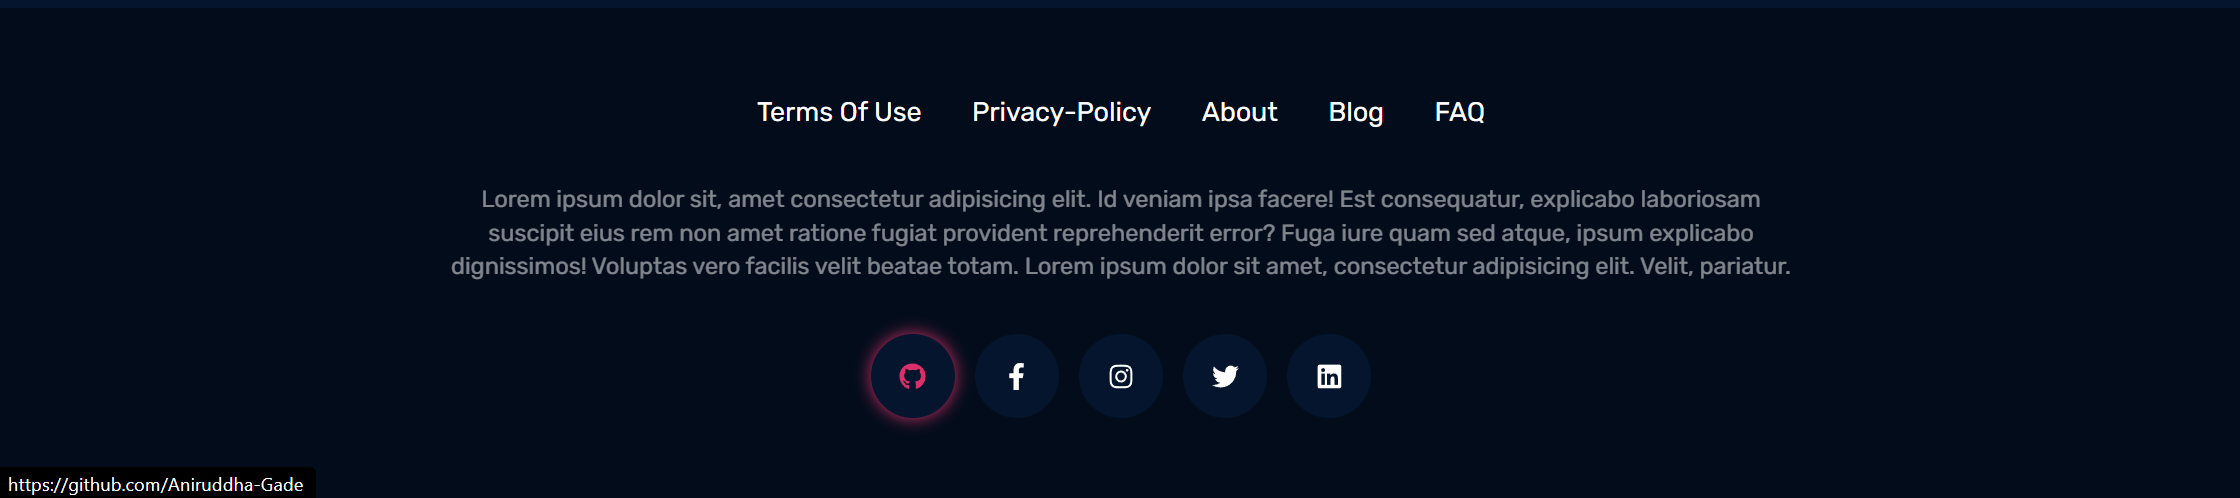 Terms Of Use Privacy-Policy About Blog FAQ
Lorem ipsum dolor sit, amet consectetur adipisicing elit. Id veniam ipsa facere! Est consequatur, explicabo laboriosam
suscipit eius rem non amet ratione fugiat provident reprehenderit error? Fuga iure quam sed atque, ipsum explicabo
dignissimos! Voluptas vero facilis velit beatae totam. Lorem ipsum dolor sit amet, consectetur adipisicing elit. Velit, pariatur.
https://github.com/Aniruddha-Gade